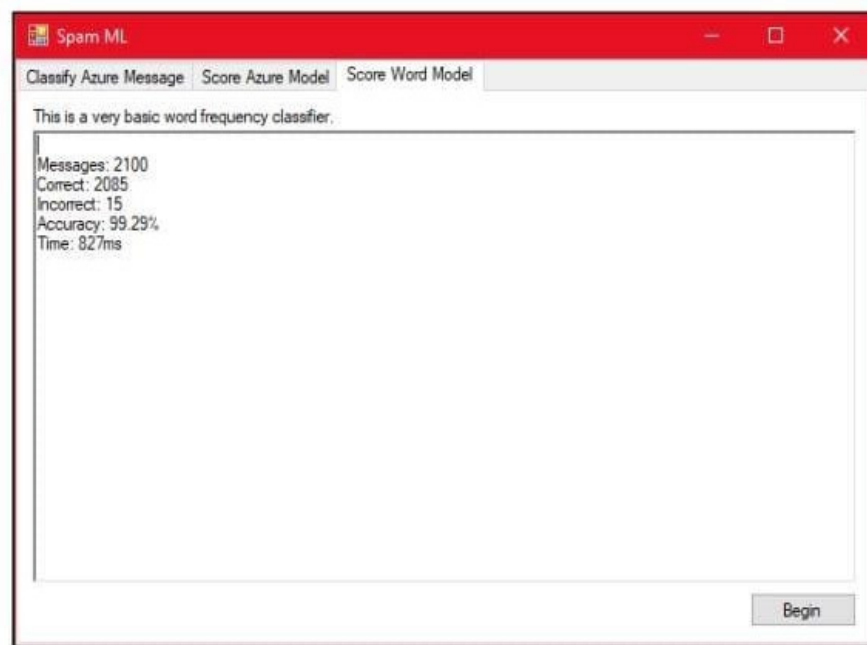 Spam ML
Classify Azure Message Score Azure Model Score Word Model
This is a very basic word frequency classifier.
Messages: 2100
Correct: 2085
Incorrect: 15
Accuracy: 99.29%
Time: 827ms
Begin